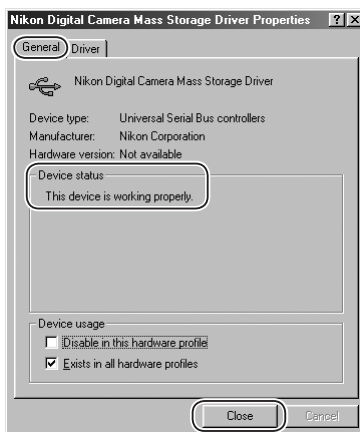 Nikon Digital Camera Mass Storage Driver Properties ? ×
General Driver
Nikon Digital Camera Mass Storage Driver
Device type: Universal Serial Bus controllers
Manufacturer: Nikon Corporation
Hardware version: Not available
Device status
This device is working properly.
Device usage
Disable in this hardware profile
Exists in all hardware profiles
Close Cancel